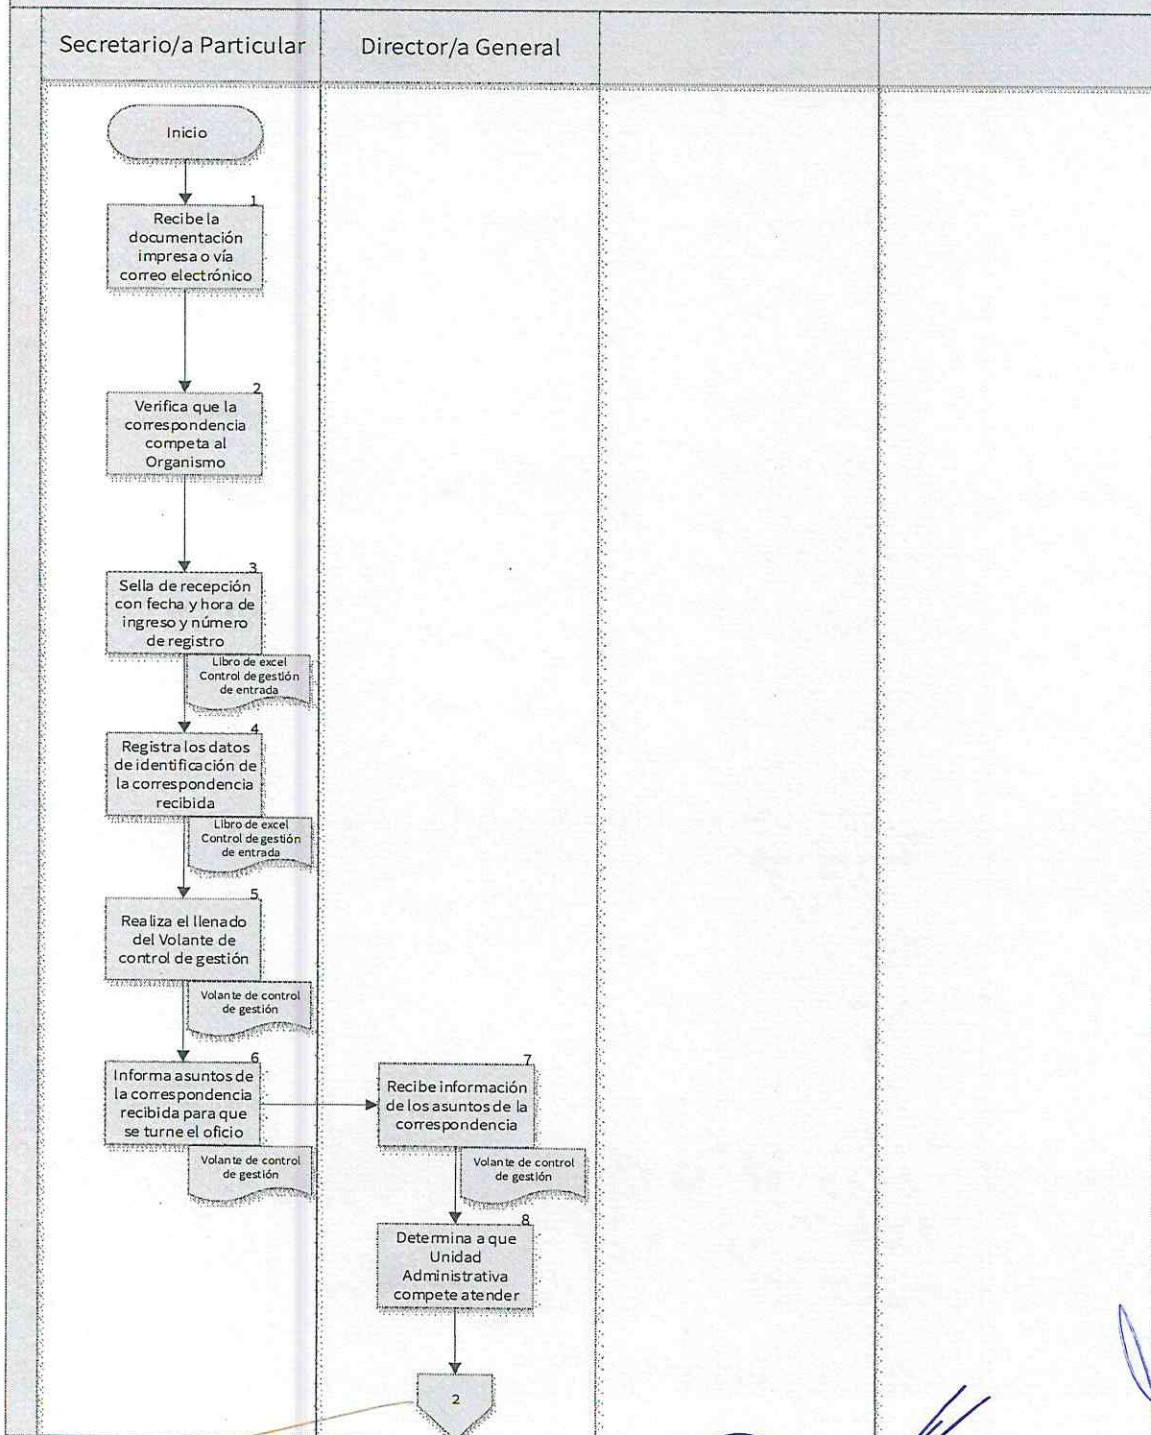 Secretario/a Particular
Director/a General
Inicio
1
Recibe la
documentación
impresa o vía
correo electrónico
2
Verifica que la
correspondencia
competa al
Organismo
3
Sella de recepción
con fecha y hora de
ingreso y número
de registro
Libro de excel
Control de gestión
de entrada
4
Registra los datos
de identificación de
la correspondencia
recibida
Libro de excel
Control de gestión
de entrada
5
Realiza el llenado
del Volante de
control de gestión
Volante de control
de gestión
6
Informa asuntos de
la correspondencia
recibida para que
se turne el oficio
Volante de control
de gestión
7
Recibe información
de los asuntos de la
correspondencia
Volante de control
de gestión
8
Determina a que
Unidad
Administrativa
compete atender
2